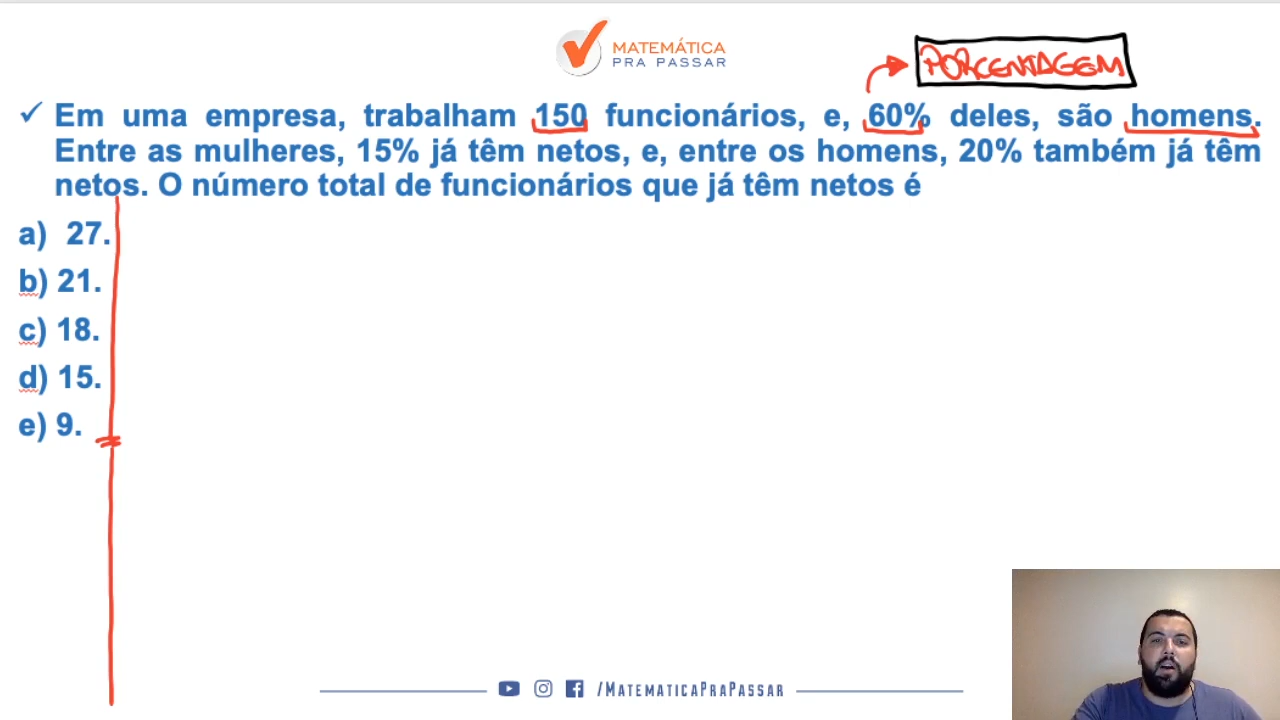 MATEMÁTICA
PRA PASSAR
PORCENTAGEM
Em uma empresa, trabalham 150 funcionários, e, 60% deles, são homens.
Entre as mulheres, 15% já têm netos, e, entre os homens, 20% também já têm
netos. O número total de funcionários que já têm netos é
a) 27.
b) 21.
c) 18.
d) 15.
e) 9.
/MATEMATICAPRAPASSAR